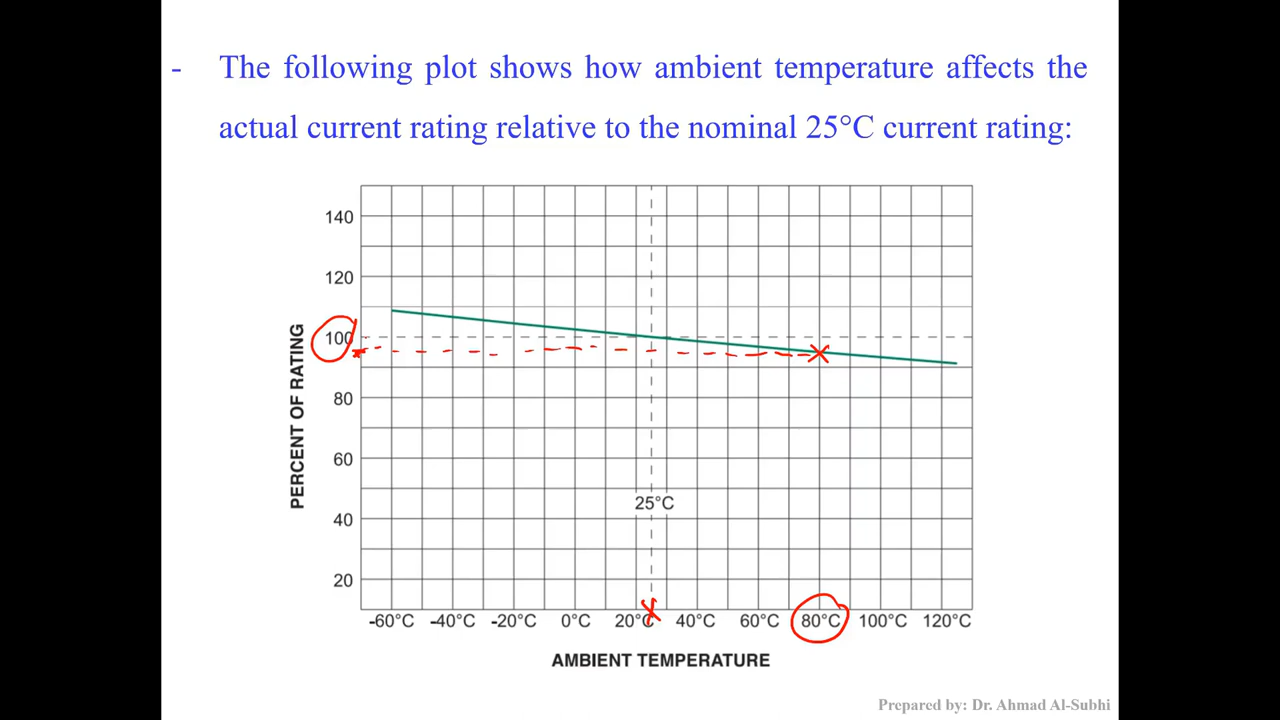 - The following plot shows how ambient temperature affects the
actual current rating relative to the nominal 25°C current rating:
140
120
100
80
60
40
20
PERCENT OF RATING
25°C
-60°C -40°C -20°C 0°C 20°C 40°C 60°C 80°C 100°C 120°C
AMBIENT TEMPERATURE
Prepared by: Dr. Ahmad Al-Subhi